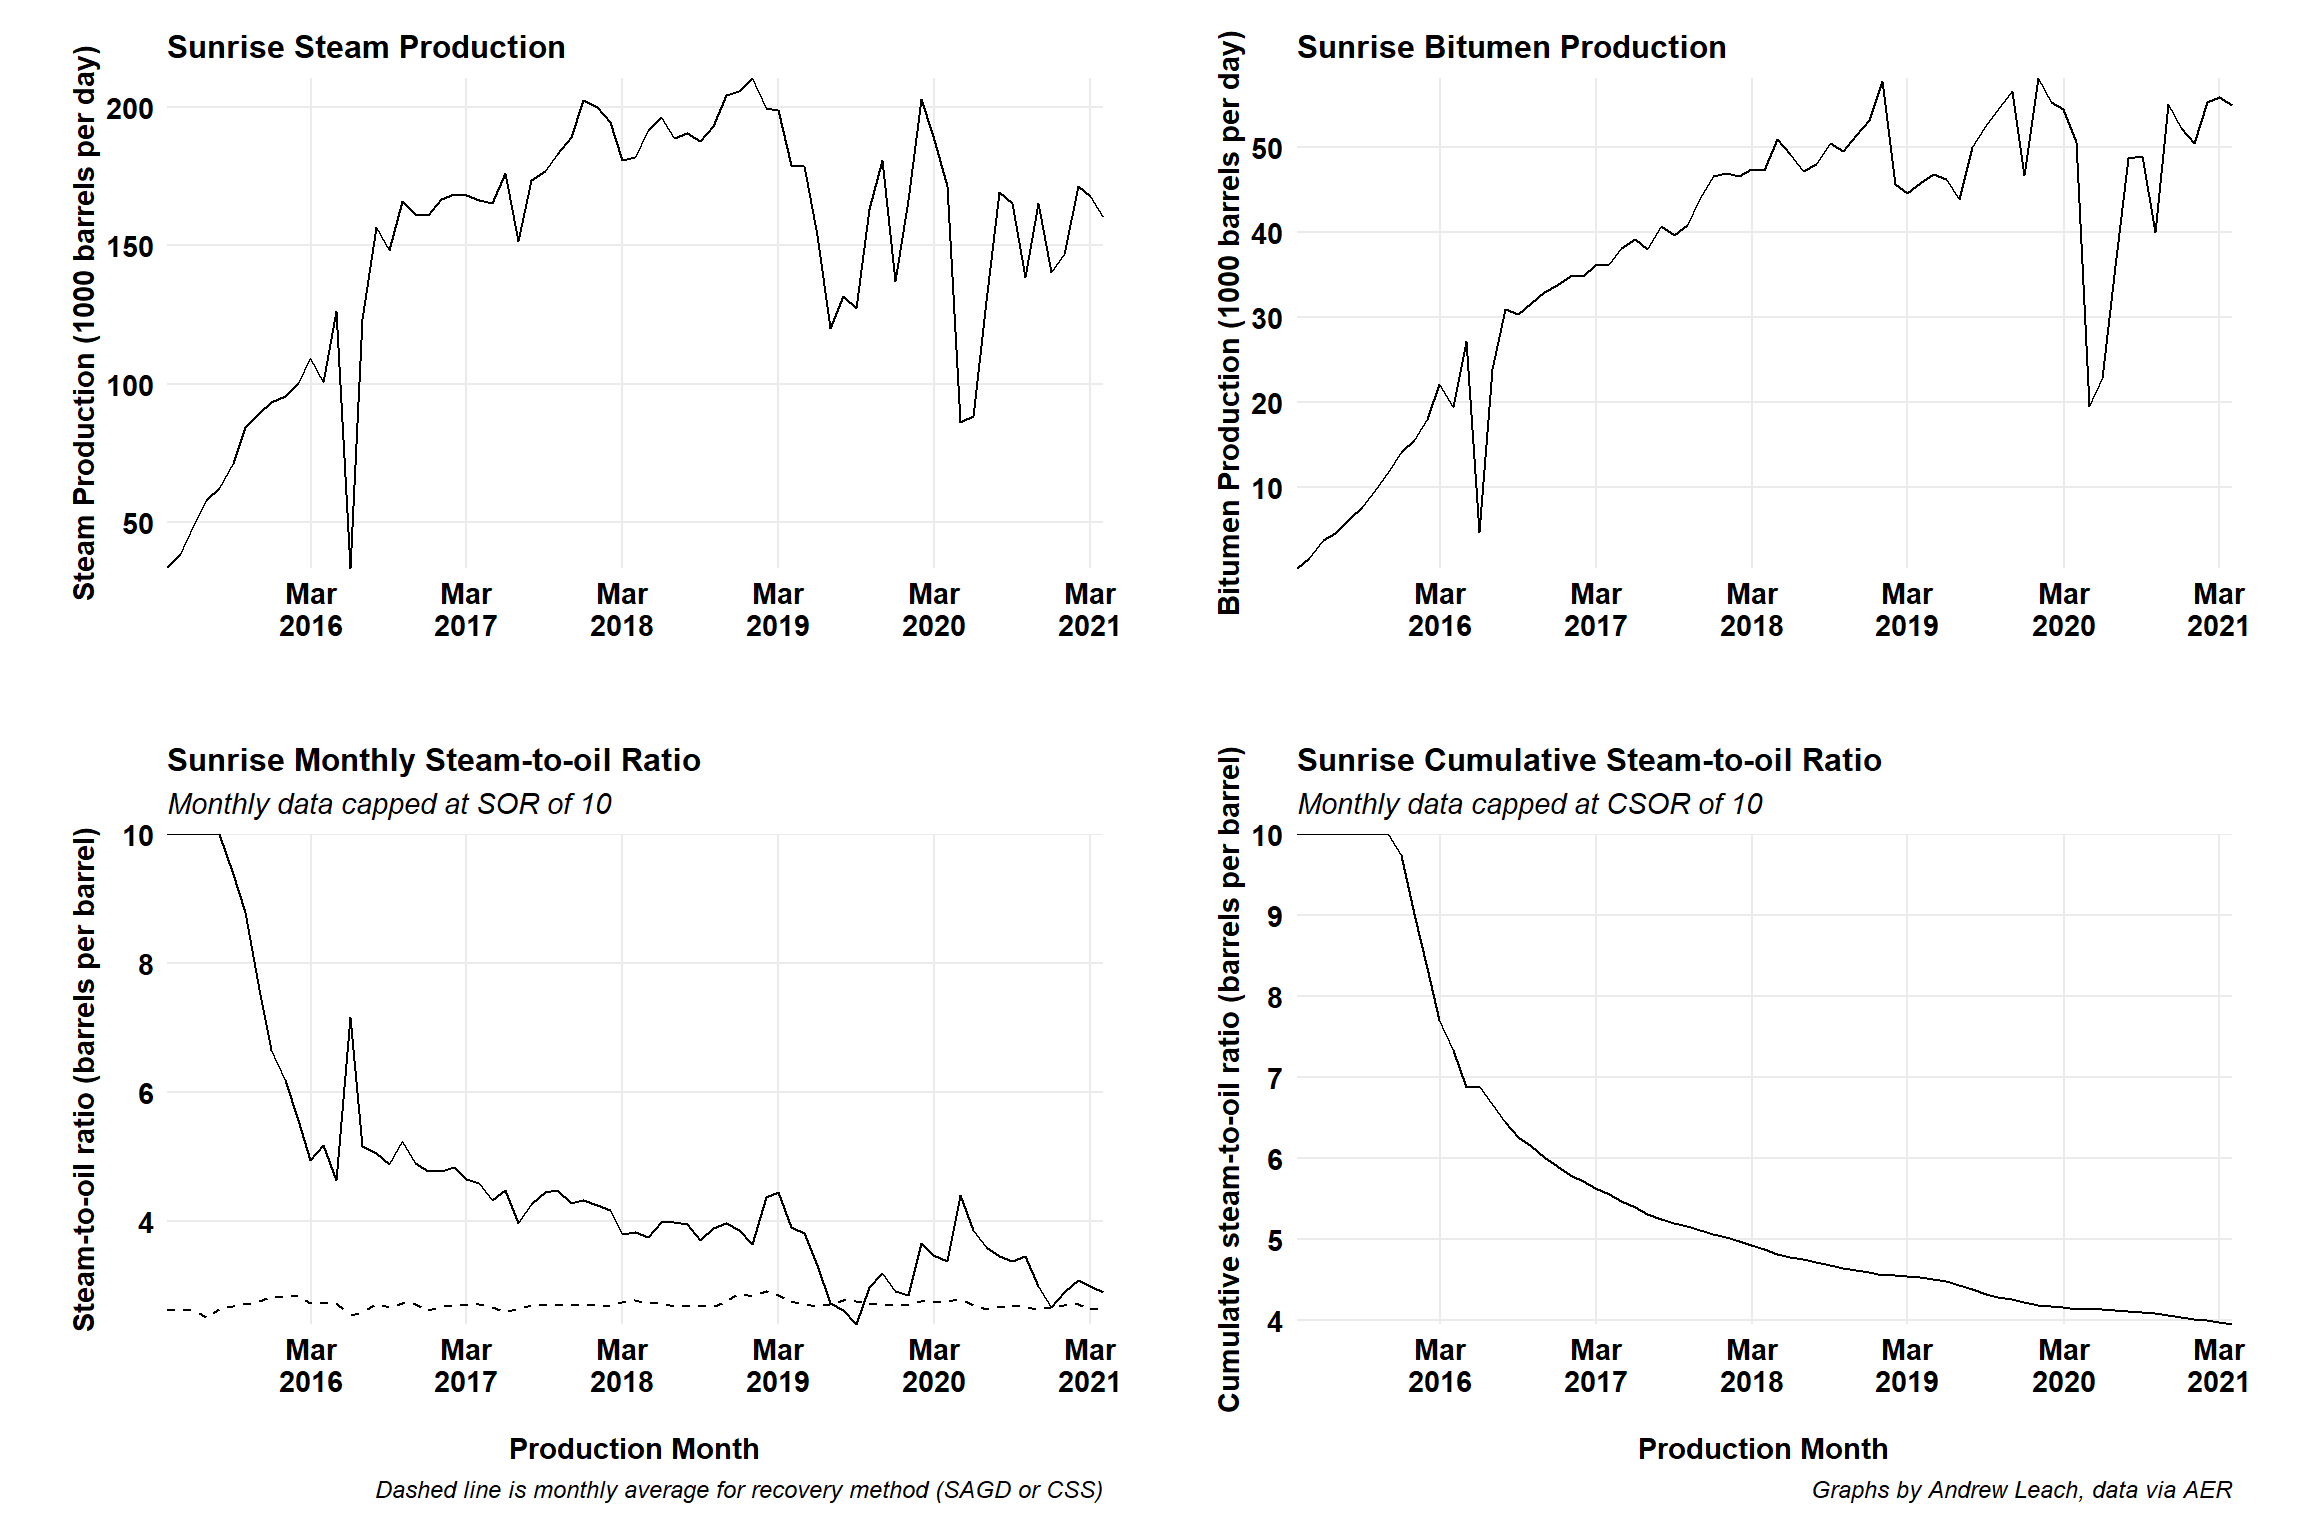 Sunrise Steam Production
Steam Production (1000 barrels per day)
200
150
100
50
Mar Mar Mar Mar Mar Mar
2016 2017 2018 2019 2020 2021
Sunrise Bitumen Production
Bitumen Production (1000 barrels per day)
50
40
30
20
10
Mar Mar Mar Mar Mar Mar
2016 2017 2018 2019 2020 2021
Sunrise Monthly Steam-to-oil Ratio
Monthly data capped at SOR of 10
Steam-to-oil ratio (barrels per barrel)
10
8
6
4
Mar Mar Mar Mar Mar Mar
2016 2017 2018 2019 2020 2021
Production Month
Dashed line is monthly average for recovery method (SAGD or CSS)
Sunrise Cumulative Steam-to-oil Ratio
Monthly data capped at CSOR of 10
Cumulative steam-to-oil ratio (barrels per barrel)
10
9
8
7
6
5
4
Mar Mar Mar Mar Mar Mar
2016 2017 2018 2019 2020 2021
Production Month
Graphs by Andrew Leach, data via AER